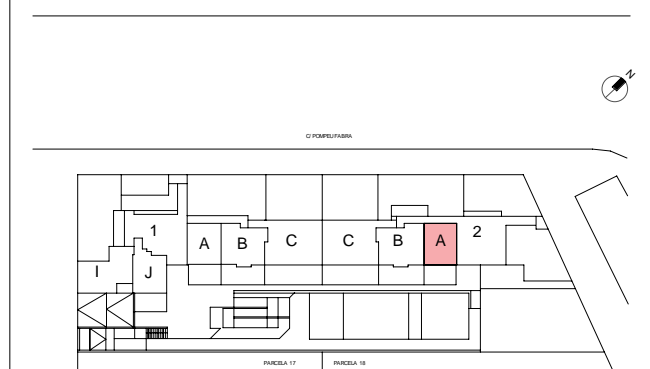 N
C/ POMPEU FABRA
1
A B C C B A 2
I J
PARCELA 17 PARCELA 18